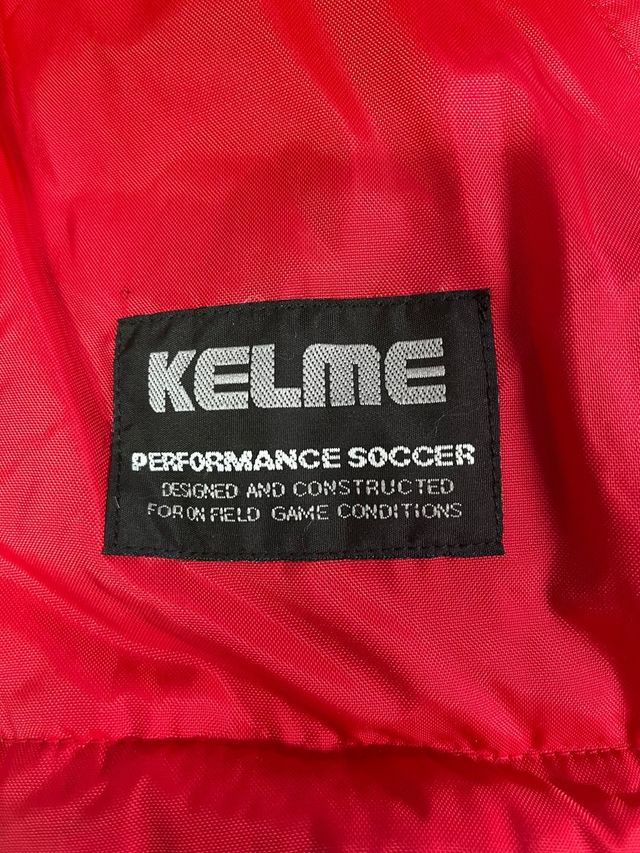 KELME
PERFORMANCE SOCCER
DESIGNED AND CONSTRUCTED
FOR ON FIELD GAME CONDITIONS